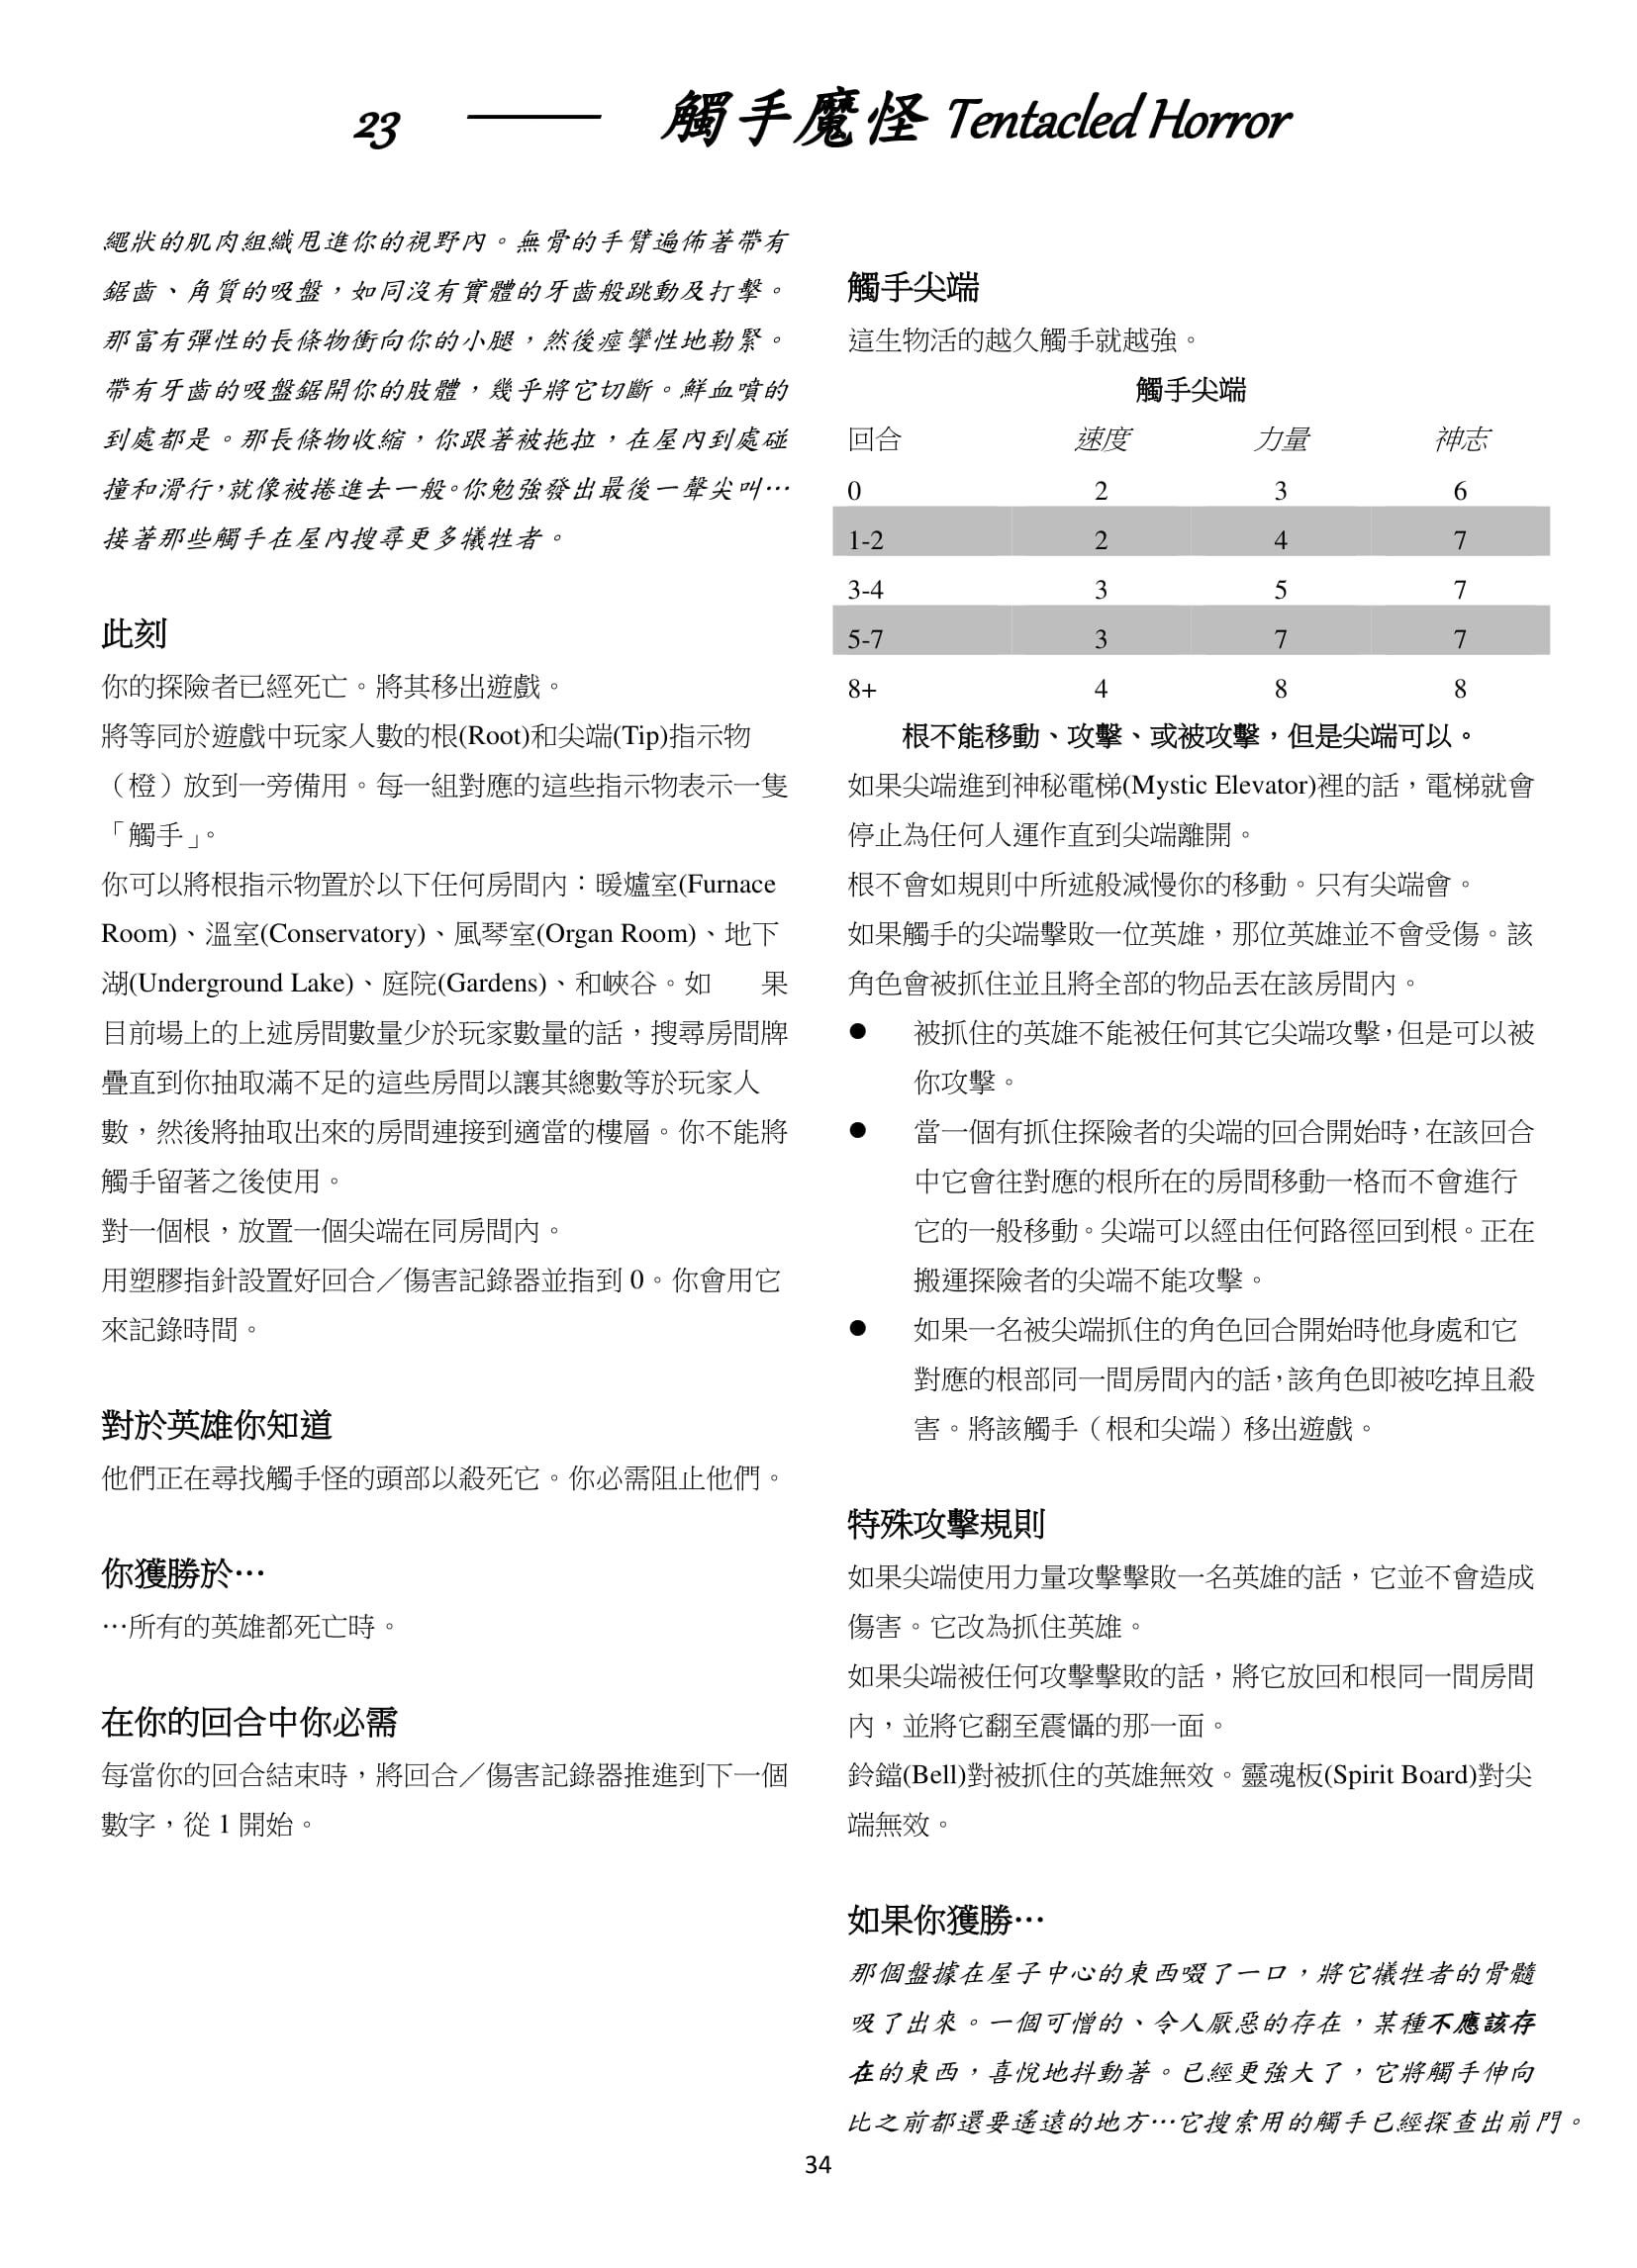 23 —— 觸手魔怪 Tentacled Horror
繩狀的肌肉組織甩進你的視野內。無骨的手臂遍佈著帶有
鋸齒、角質的吸盤，如同沒有實體的牙齒般跳動及打擊。
那富有彈性的長條物衝向你的小腿，然後痙攣性地勒緊。
帶有牙齒的吸盤鋸開你的肢體，幾乎將它切斷。鮮血噴的
到處都是。那長條物收縮，你跟著被拖拉，在屋內到處碰
撞和滑行，就像被捲進去一般。你勉強發出最後一聲尖叫…
接著那些觸手在屋內搜尋更多犠牲者。
此刻
你的探險者已經死亡。將其移出遊戲。
將等同於遊戲中玩家人數的根(Root)和尖端(Tip)指示物
（橙）放到一旁備用。每一組對應的這些指示物表示一隻
「觸手」。
你可以將根指示物置於以下任何房間內：暖爐室(Furnace
Room)、溫室(Conservatory)、風琴室(Organ Room)、地下
湖(Underground Lake)、庭院(Gardens)、和峽谷。如 果
目前場上的上述房間數量少於玩家數量的話，搜尋房間牌
疊直到你抽取滿不足的這些房間以讓其總數等於玩家人
數，然後將抽取出來的房間連接到適當的樓層。你不能將
觸手留著之後使用。
對一個根，放置一個尖端在同房間內。
用塑膠指針設置好回合／傷害記錄器並指到 0。你會用它
來記錄時間。
對於英雄你知道
他們正在尋找觸手怪的頭部以殺死它。你必需阻止他們。
你獲勝於…
…所有的英雄都死亡時。
在你的回合中你必需
每當你的回合結束時，將回合／傷害記錄器推進到下一個
數字，從 1 開始。
觸手尖端
這生物活的越久觸手就越強。
觸手尖端
回合 速度 力量 神志
0 2 3 6
1-2 2 4 7
3-4 3 5 7
5-7 3 7 7
8+ 4 8 8
根不能移動、攻擊、或被攻擊，但是尖端可以。
如果尖端進到神秘電梯(Mystic Elevator)裡的話，電梯就會
停止為任何人運作直到尖端離開。
根不會如規則中所述般減慢你的移動。只有尖端會。
如果觸手的尖端擊敗一位英雄，那位英雄並不會受傷。該
角色會被抓住並且將全部的物品丟在該房間內。
● 被抓住的英雄不能被任何其它尖端攻擊，但是可以被
你攻擊。
● 當一個有抓住探險者的尖端的回合開始時，在該回合
中它會往對應的根所在的房間移動一格而不會進行
它的一般移動。尖端可以經由任何路徑回到根。正在
搬運探險者的尖端不能攻擊。
● 如果一名被尖端抓住的角色回合開始時他身處和它
對應的根部同一間房間內的話，該角色即被吃掉且殺
害。將該觸手（根和尖端）移出遊戲。
特殊攻擊規則
如果尖端使用力量攻擊擊敗一名英雄的話，它並不會造成
傷害。它改為抓住英雄。
如果尖端被任何攻擊擊敗的話，將它放回和根同一間房間
內，並將它翻至震懾的那一面。
鈴鐺(Bell)對被抓住的英雄無效。靈魂板(Spirit Board)對尖
端無效。
如果你獲勝…
那個盤據在屋子中心的東西啜了一口，將它犠牲者的骨髓
吸了出來。一個可憎的、令人厭惡的存在，某種不應該存
在的東西，喜悅地抖動著。已經更強大了，它將觸手伸向
比之前都還要遙遠的地方…它搜索用的觸手已經探查出前門。
34